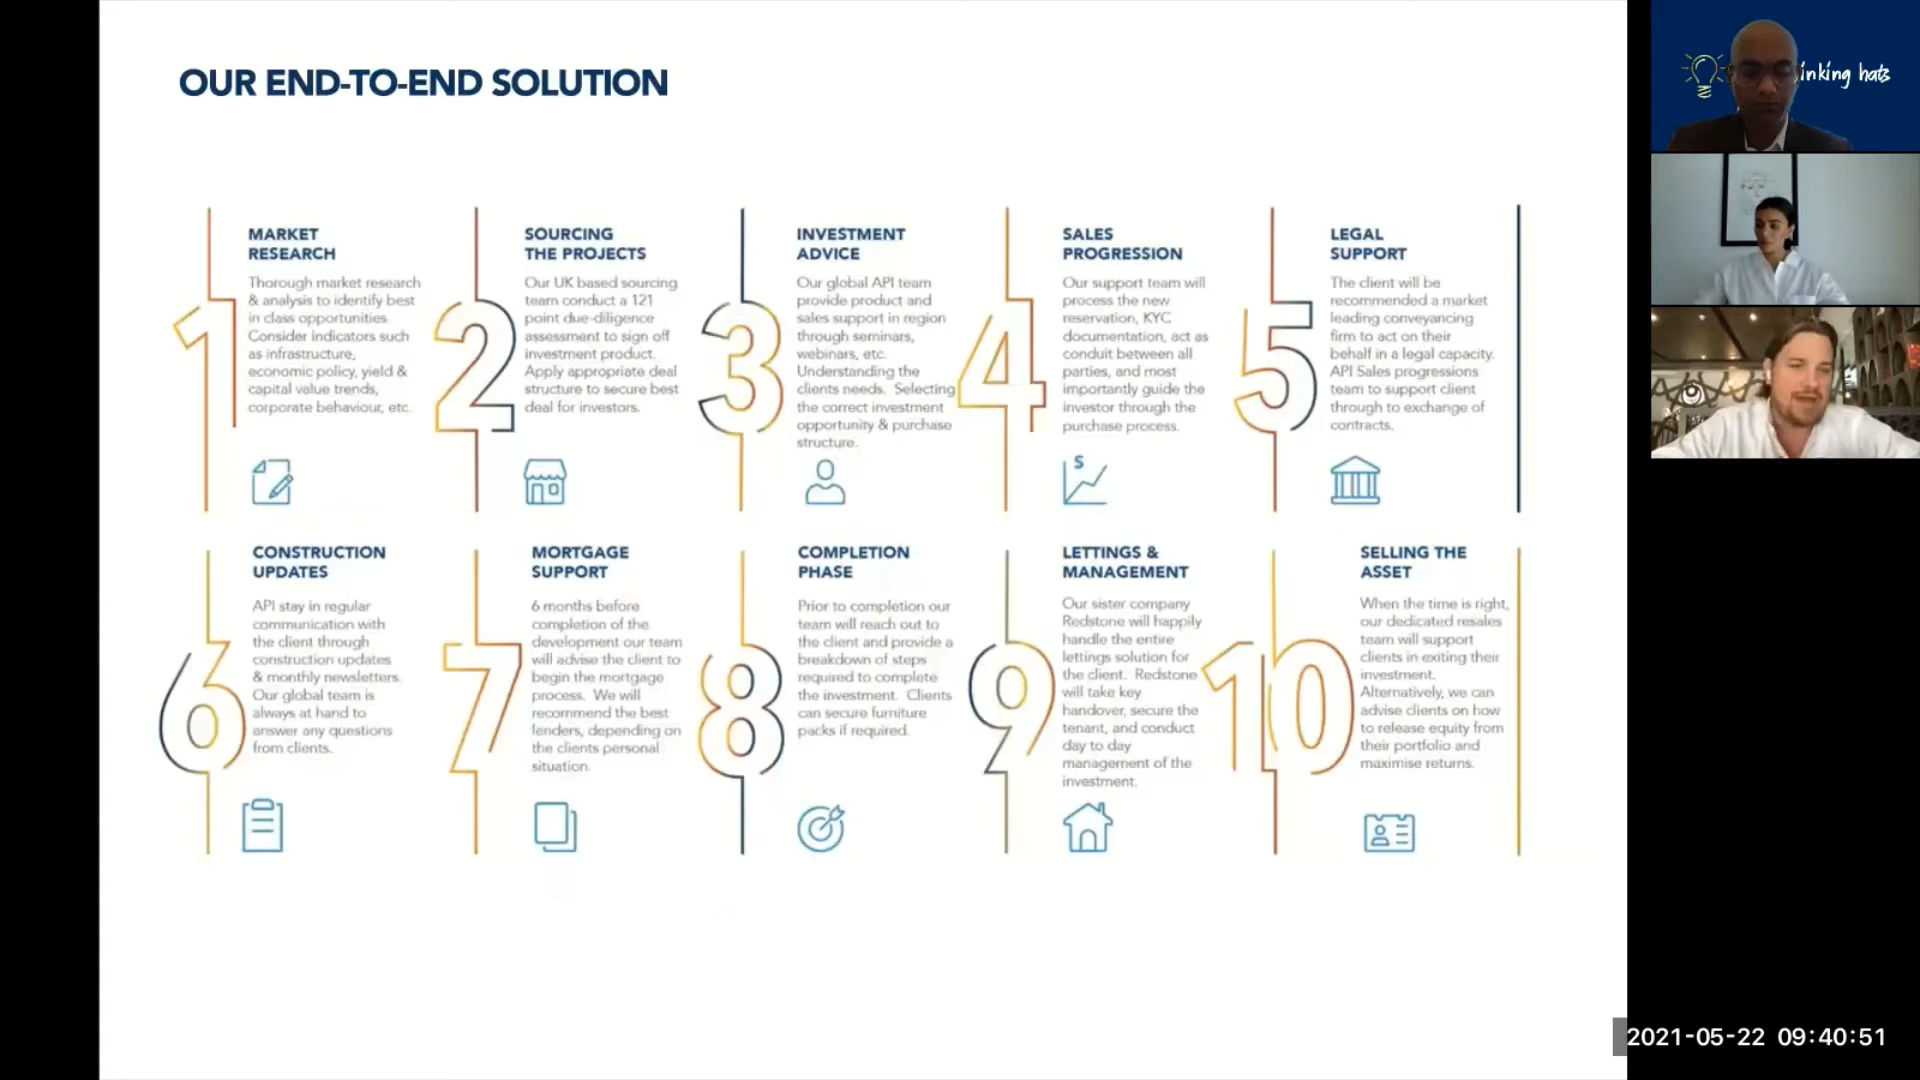 OUR END-TO-END SOLUTION
1
MARKET
RESEARCH
Thorough market research
& analysis to identify best
in class opportunities.
Consider indicators such
as infrastructure,
economic policy, yield &
capital value trends,
corporate behaviour, etc.
2
SOURCING
THE PROJECTS
Our UK based sourcing
team conduct a 121
point due-diligence
assessment to sign off
investment product.
Apply appropriate deal
structure to secure best
deal for investors.
3
INVESTMENT
ADVICE
Our global API team
provide product and
sales support in region
through seminars,
webinars, etc.
Understanding the
clients needs. Selecting
the correct investment
opportunity & purchase
structure.
4
SALES
PROGRESSION
Our support team will
process the new
reservation, KYC
documentation, act as
conduit between all
parties, and most
importantly guide the
investor through the
purchase process.
$
5
LEGAL
SUPPORT
The client will be
recommended a market
leading conveyancing
firm to act on their
behalf in a legal capacity.
API Sales progressions
team to support client
through to exchange of
contracts.
6
CONSTRUCTION
UPDATES
API stay in regular
communication with
the client through
construction updates
& monthly newsletters.
Our global team is
always at hand to
answer any questions
from clients.
7
MORTGAGE
SUPPORT
6 months before
completion of the
development our team
will advise the client to
begin the mortgage
process. We will
recommend the best
lenders, depending on
the clients personal
situation.
8
COMPLETION
PHASE
Prior to completion our
team will reach out to
the client and provide a
breakdown of steps
required to complete
the investment. Clients
can secure furniture
packs if required.
9
LETTINGS &
MANAGEMENT
Our sister company
Redstone will happily
handle the entire
lettings solution for
the client. Redstone
will take key
handover, secure the
tenant, and conduct
day to day
management of the
investment.
10
SELLING THE
ASSET
When the time is right,
our dedicated resales
team will support
clients in exiting their
investment.
Alternatively, we can
advise clients on how
to release equity from
their portfolio and
maximise returns.
inking hats
2021-05-22 09:40:51